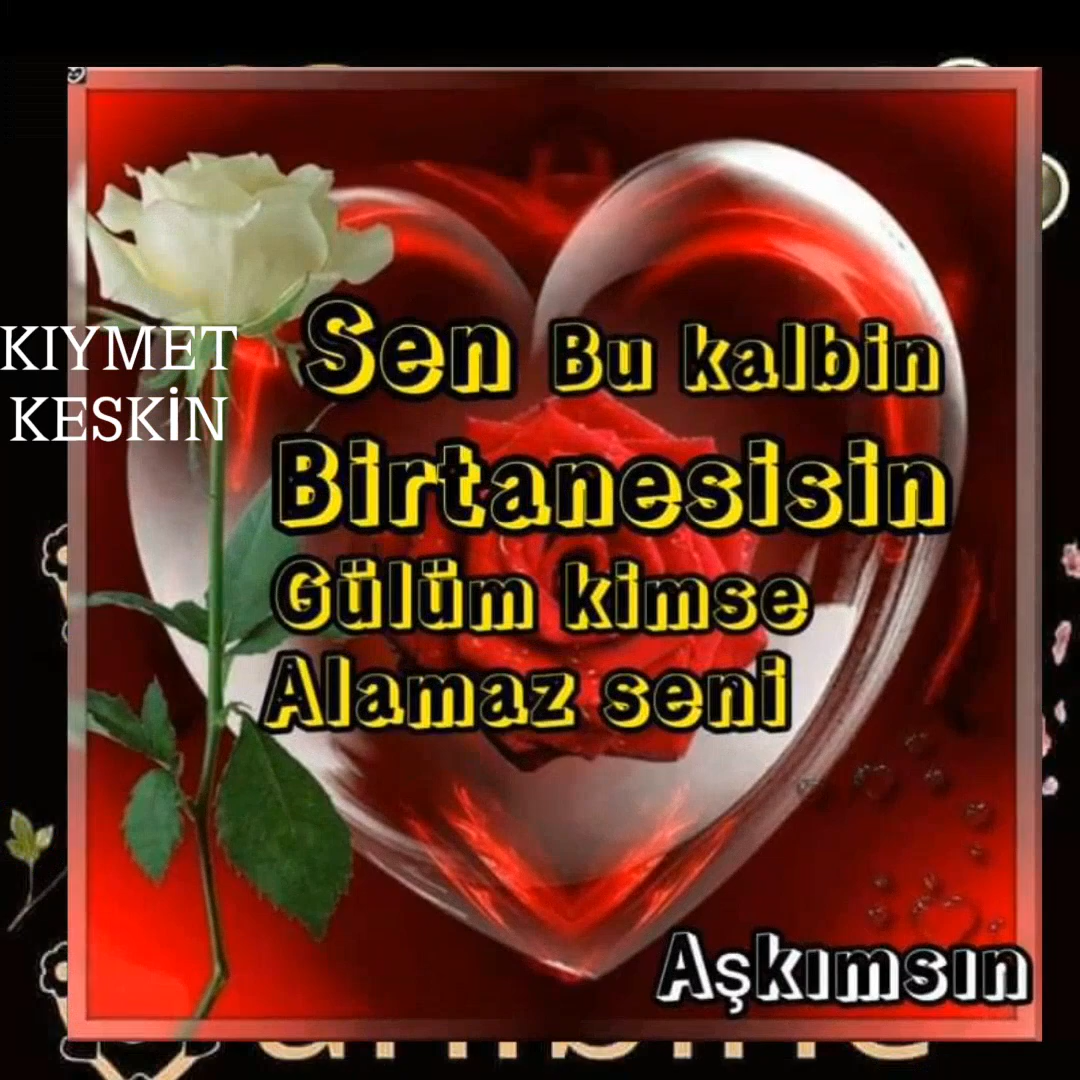 KIYMET
KESKİN
Sen Bu kalbin
Birtanesisin
Gülüm kimse
Alamaz seni
Aşkımsın